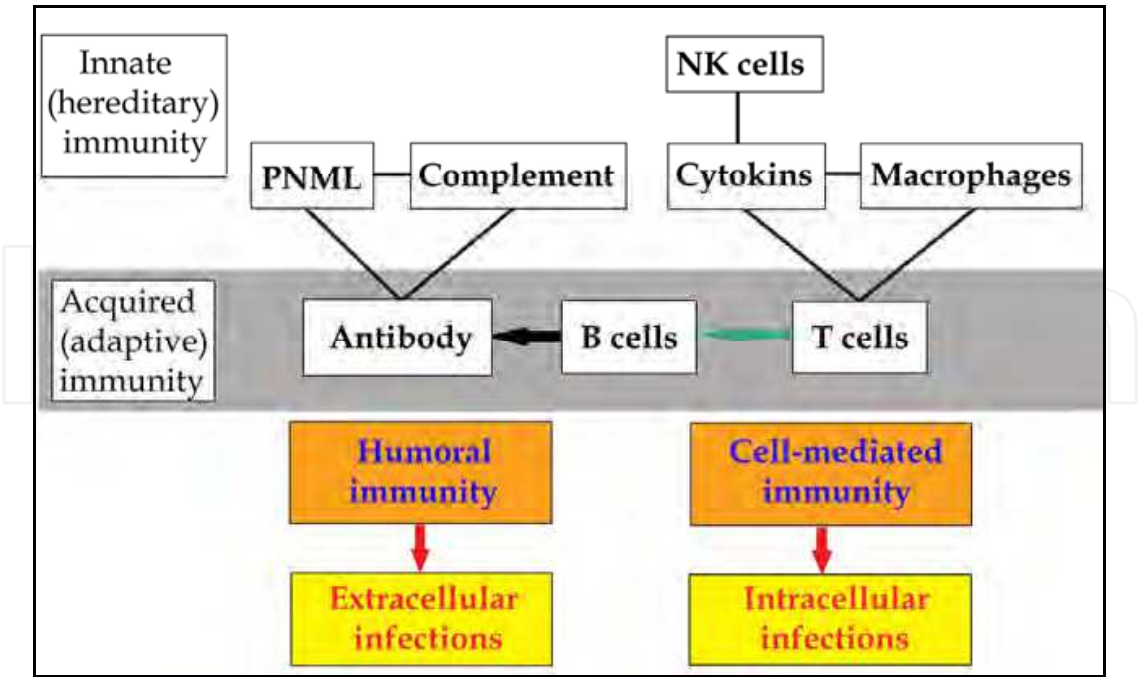 Innate
(hereditary)
immunity
NK cells
PNML
Complement
Cytokins
Macrophages
Acquired
(adaptive)
immunity
Antibody
B cells
T cells
Humoral
immunity
Cell-mediated
immunity
Extracellular
infections
Intracellular
infections